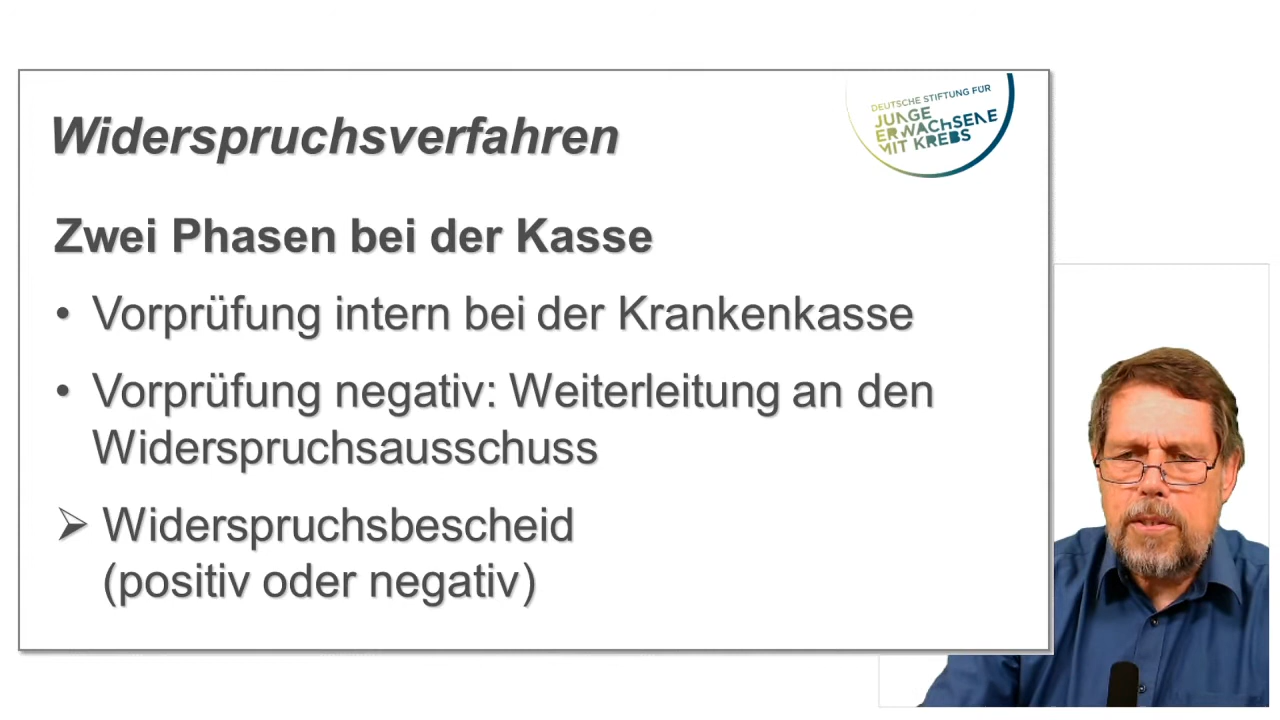 Widerspruchsverfahren
DEUTSCHE STIFTUNG FÜR
JUNGE
ERWACHSENE
MIT KREBS
Zwei Phasen bei der Kasse
• Vorprüfung intern bei der Krankenkasse
• Vorprüfung negativ: Weiterleitung an den
Widerspruchsausschuss
➢ Widerspruchsbescheid
(positiv oder negativ)